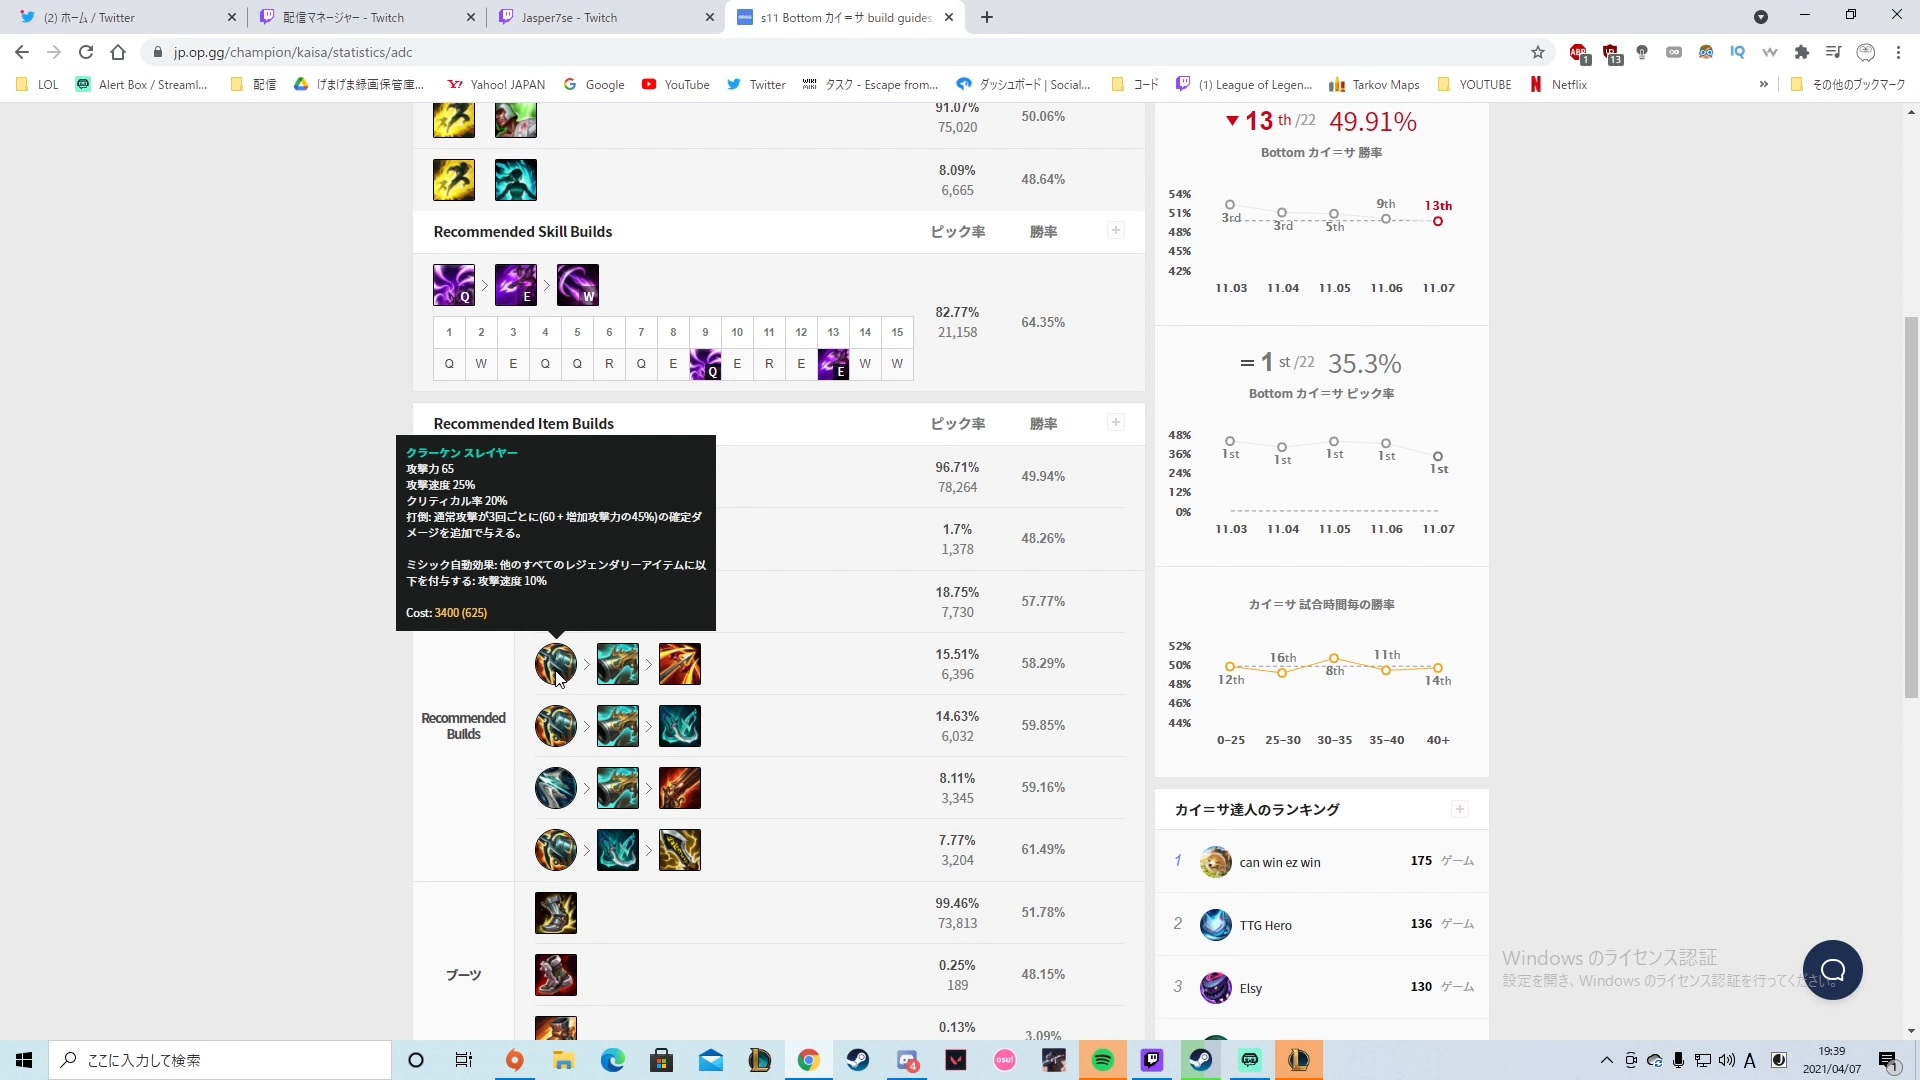 (2) ホーム / Twitter
配信マネージャー - Twitch
Jasper7se - Twitch
s11 Bottom カイ＝サ build guides
jp.op.gg/champion/kaisa/statistics/adc
1
13
IQ
LOL
Alert Box / Streaml...
配信
げまげま録画保管庫...
Yahoo! JAPAN
Google
YouTube
Twitter
タスク - Escape from...
ダッシュボード | Social...
コード
(1) League of Legen...
Tarkov Maps
YOUTUBE
Netflix
»
その他のブックマーク
91.07%
75,020
50.06%
8.09%
6,665
48.64%
Recommended Skill Builds
ピック率
勝率
Q
E
W
1 2 3 4 5 6 7 8 9 10 11 12 13 14 15
Q W E Q Q R Q E Q E R E E W W
82.77%
21,158
64.35%
Recommended Item Builds
ピック率
勝率
クラーケン スレイヤー
攻撃力 65
攻撃速度 25%
クリティカル率 20%
打倒: 通常攻撃が3回ごとに(60 + 増加攻撃力の45%)の確定ダ
メージを追加で与える。
ミシック自動効果: 他のすべてのレジェンダリーアイテムに以
下を付与する: 攻撃速度 10%
Cost: 3400 (625)
96.71%
78,264
49.94%
1.7%
1,378
48.26%
18.75%
7,730
57.77%
15.51%
6,396
58.29%
Recommended
Builds
14.63%
6,032
59.85%
8.11%
3,345
59.16%
7.77%
3,204
61.49%
ブーツ
99.46%
73,813
51.78%
0.25%
189
48.15%
0.13%
3.09%
13 th /22 49.91%
Bottom カイ＝サ 勝率
54%
51%
48%
45%
42%
3rd
3rd
5th
9th
13th
11.03 11.04 11.05 11.06 11.07
= 1 st /22 35.3%
Bottom カイ＝サ ピック率
48%
36%
24%
12%
0%
1st
1st
1st
1st
1st
11.03 11.04 11.05 11.06 11.07
カイ＝サ 試合時間毎の勝率
52%
50%
48%
46%
44%
12th
16th
8th
11th
14th
0-25 25-30 30-35 35-40 40+
カイ＝サ達人のランキング
1 can win ez win 175 ゲーム
2 TTG Hero 136 ゲーム
3 Elsy 130 ゲーム
Windows のライセンス認証
設定を開き、Windows のライセンス認証を行ってください。
ここに入力して検索
osu!
4
A
19:39
2021/04/07
1